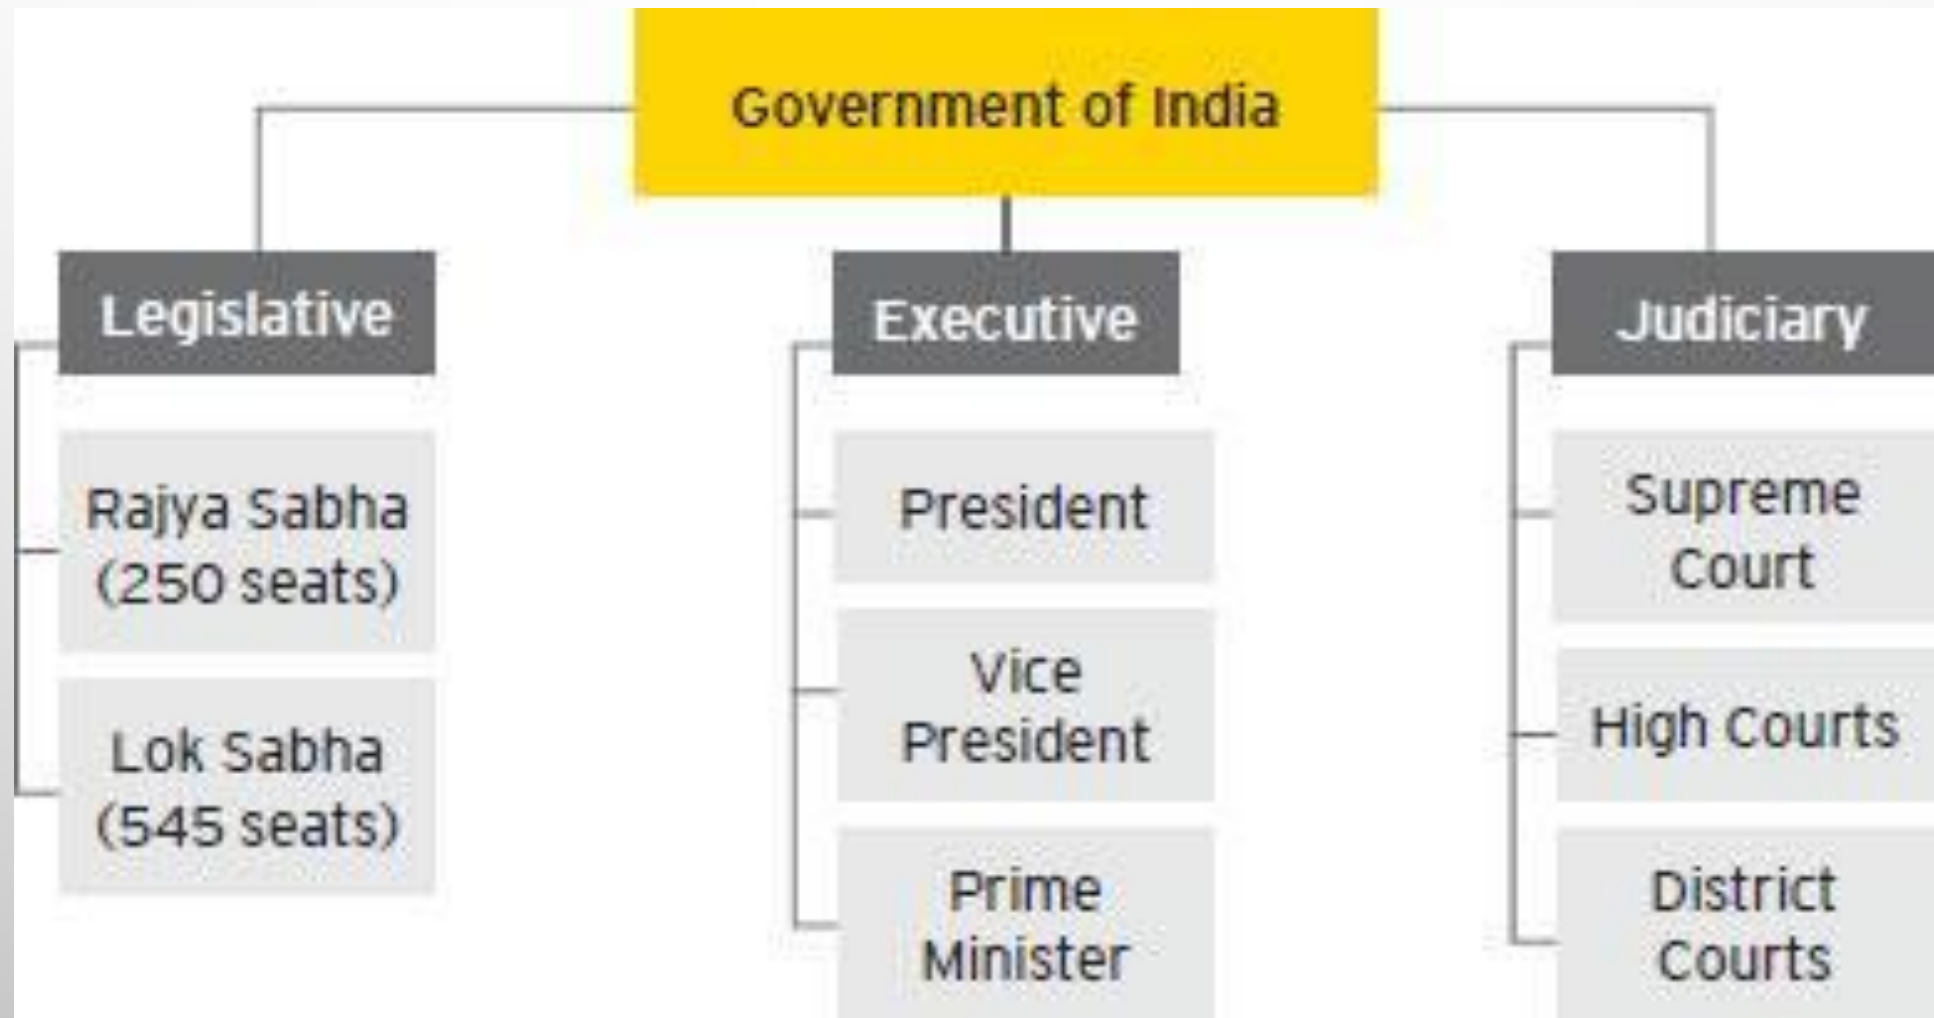 Government of India
Legislative
Rajya Sabha
(250 seats)
Lok Sabha
(545 seats)
Executive
President
Vice
President
Prime
Minister
Judiciary
Supreme
Court
High Courts
District
Courts